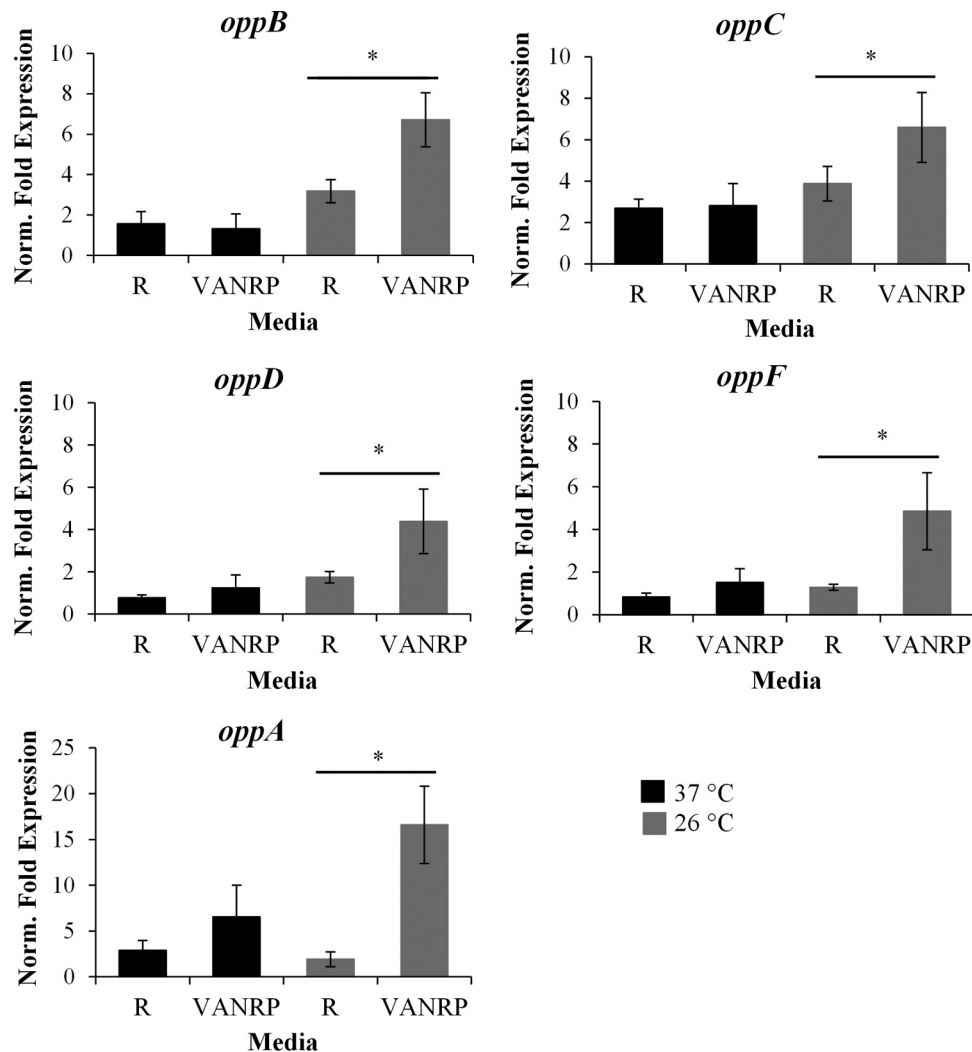 oppB
Norm. Fold Expression
10
8
6
4
2
0
*
R VANRP R VANRP
Media
oppC
Norm. Fold Expression
10
8
6
4
2
0
*
R VANRP R VANRP
Media
oppD
Norm. Fold Expression
10
8
6
4
2
0
*
R VANRP R VANRP
Media
oppF
Norm. Fold Expression
10
8
6
4
2
0
*
R VANRP R VANRP
Media
oppA
Norm. Fold Expression
25
20
15
10
5
0
*
R VANRP R VANRP
Media
37 °C
26 °C